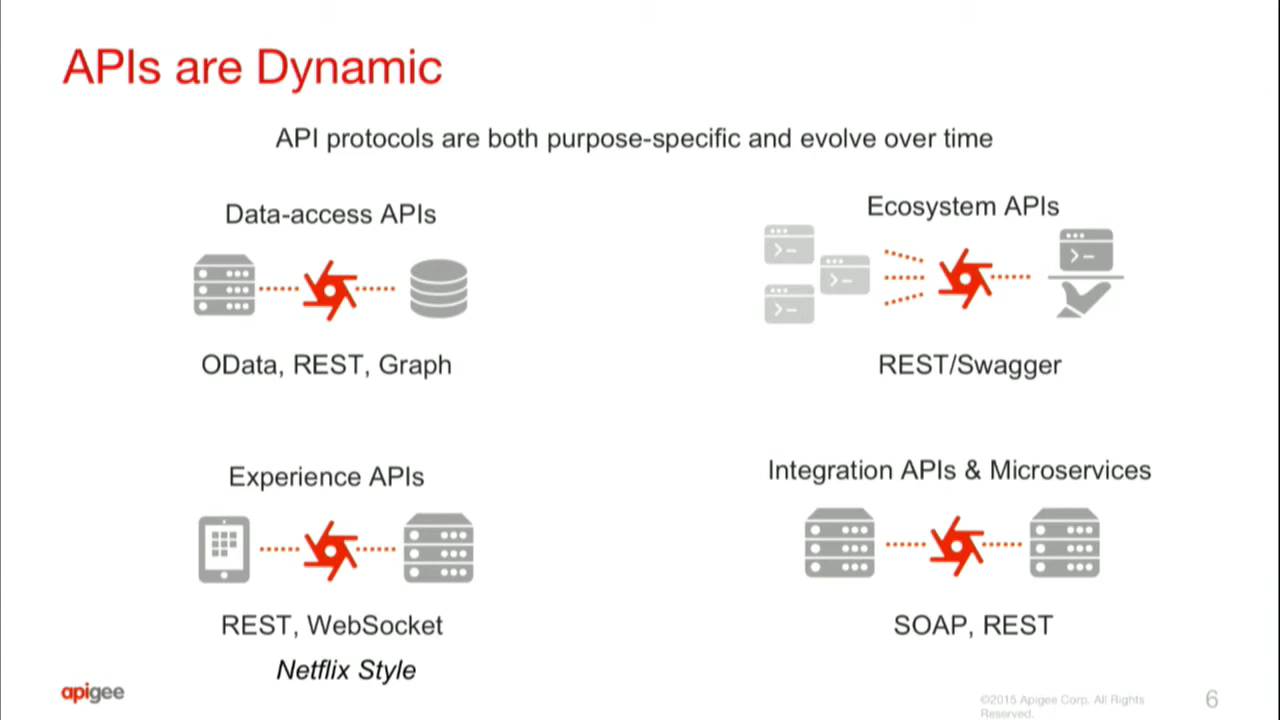 APIs are Dynamic
API protocols are both purpose-specific and evolve over time
Data-access APIs
OData, REST, Graph
Ecosystem APIs
REST/Swagger
Experience APIs
REST, WebSocket
Netflix Style
Integration APIs & Microservices
SOAP, REST
apigee
©2015 Apigee Corp. All Rights
Reserved.
6